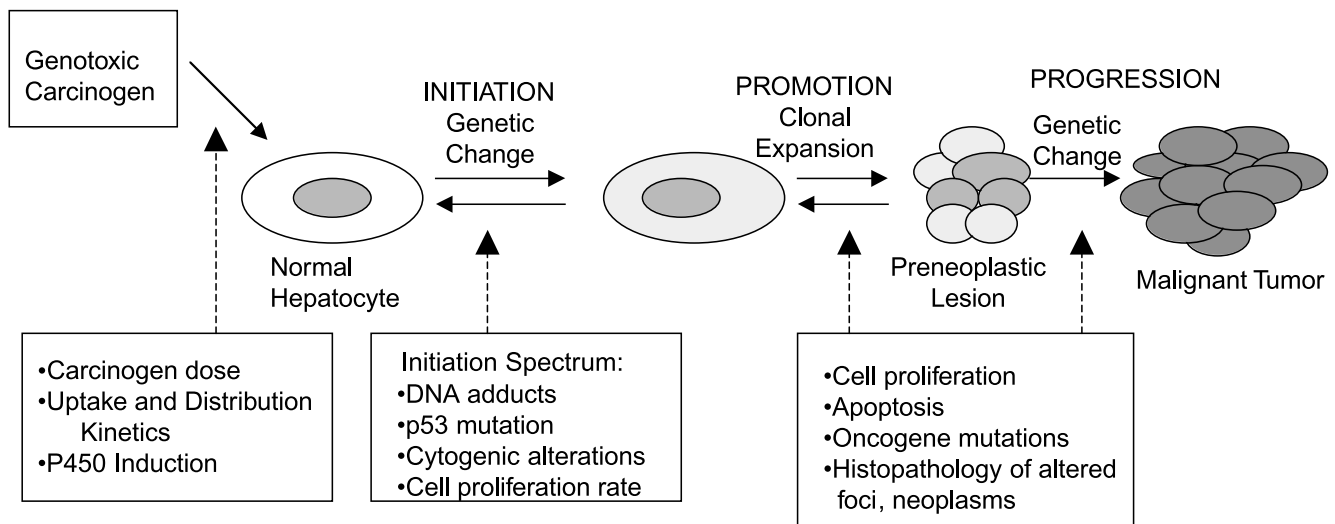 Genotoxic
Carcinogen
INITIATION
Genetic
Change
PROMOTION
Clonal
Expansion
PROGRESSION
Genetic
Change
Normal
Hepatocyte
Preneoplastic
Lesion
Malignant Tumor
•Carcinogen dose
•Uptake and Distribution
Kinetics
•P450 Induction
Initiation Spectrum:
•DNA adducts
•p53 mutation
•Cytogenic alterations
•Cell proliferation rate
•Cell proliferation
•Apoptosis
•Oncogene mutations
•Histopathology of altered
foci, neoplasms